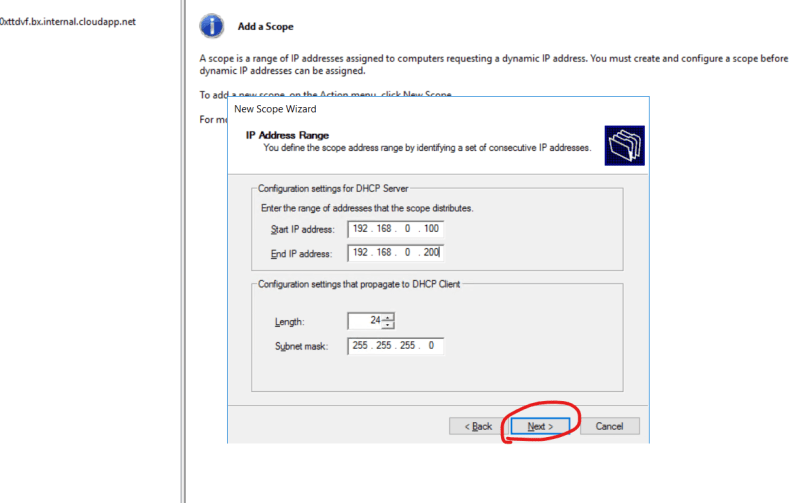 0xttdvf.bx.internal.cloudapp.net
Add a Scope
A scope is a range of IP addresses assigned to computers requesting a dynamic IP address. You must create and configure a scope before
dynamic IP addresses can be assigned.
To add a new scope, on the Action menu, click New Scope.
For mo
New Scope Wizard
IP Address Range
You define the scope address range by identifying a set of consecutive IP addresses.
Configuration settings for DHCP Server
Enter the range of addresses that the scope distributes.
Start IP address: 192 . 168 . 0 . 100
End IP address: 192 . 168 . 0 . 200
Configuration settings that propagate to DHCP Client
Length: 24
Subnet mask: 255 . 255 . 255 . 0
< Back Next > Cancel